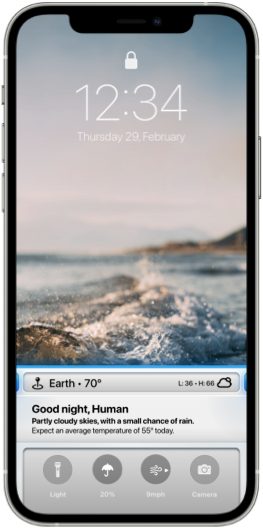 12:34
Thursday 29, February
Earth • 70°
L: 36 • H: 66
Good night, Human
Partly cloudy skies, with a small chance of rain.
Expect an average temperature of 55° today.
Light
20%
9mph
Camera